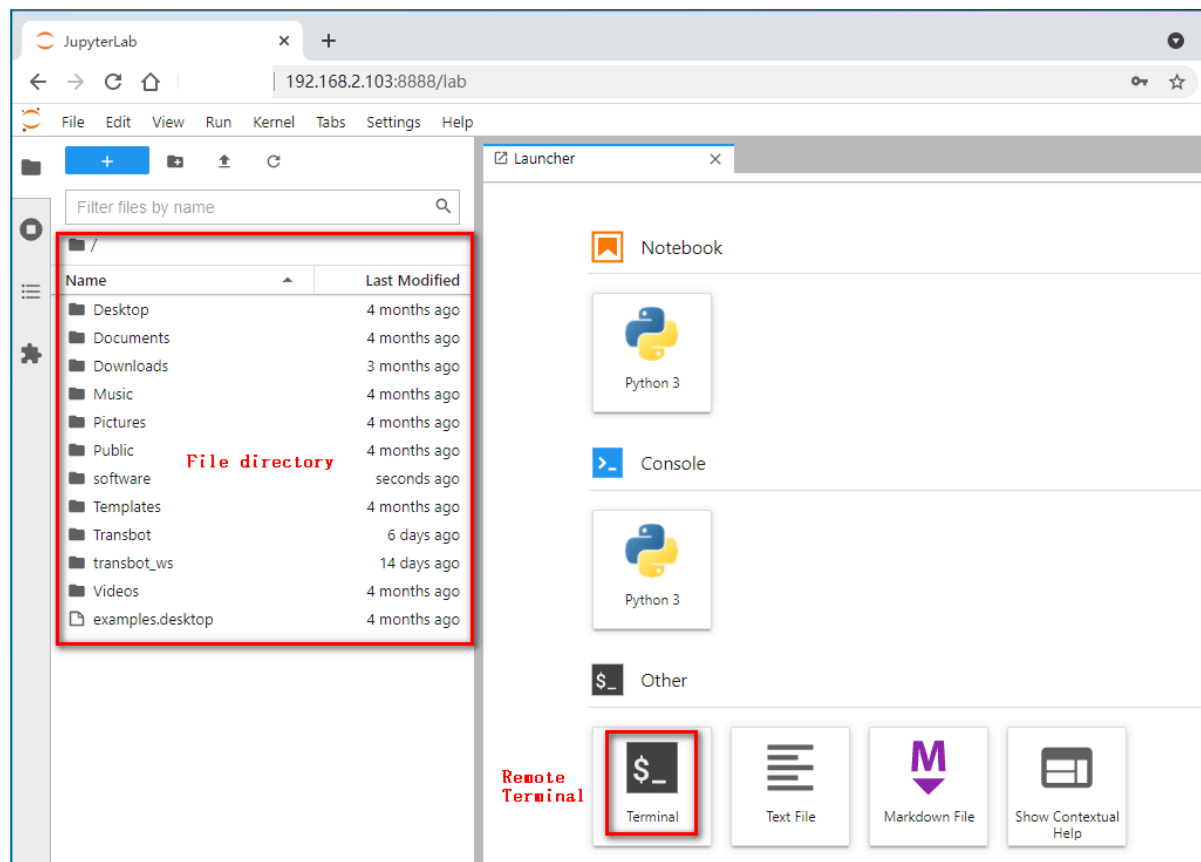 JupyterLab
192.168.2.103:8888/lab
File Edit View Run Kernel Tabs Settings Help
Launcher
Filter files by name
/
Name Last Modified
Desktop 4 months ago
Documents 4 months ago
Downloads 3 months ago
Music 4 months ago
Pictures 4 months ago
Public 4 months ago
File directory
software seconds ago
Templates 4 months ago
Transbot 6 days ago
transbot_ws 14 days ago
Videos 4 months ago
examples.desktop 4 months ago
Notebook
Python 3
Console
Python 3
$_ Other
Remote
Terminal
$_
Terminal
Text File
Markdown File
Show Contextual
Help